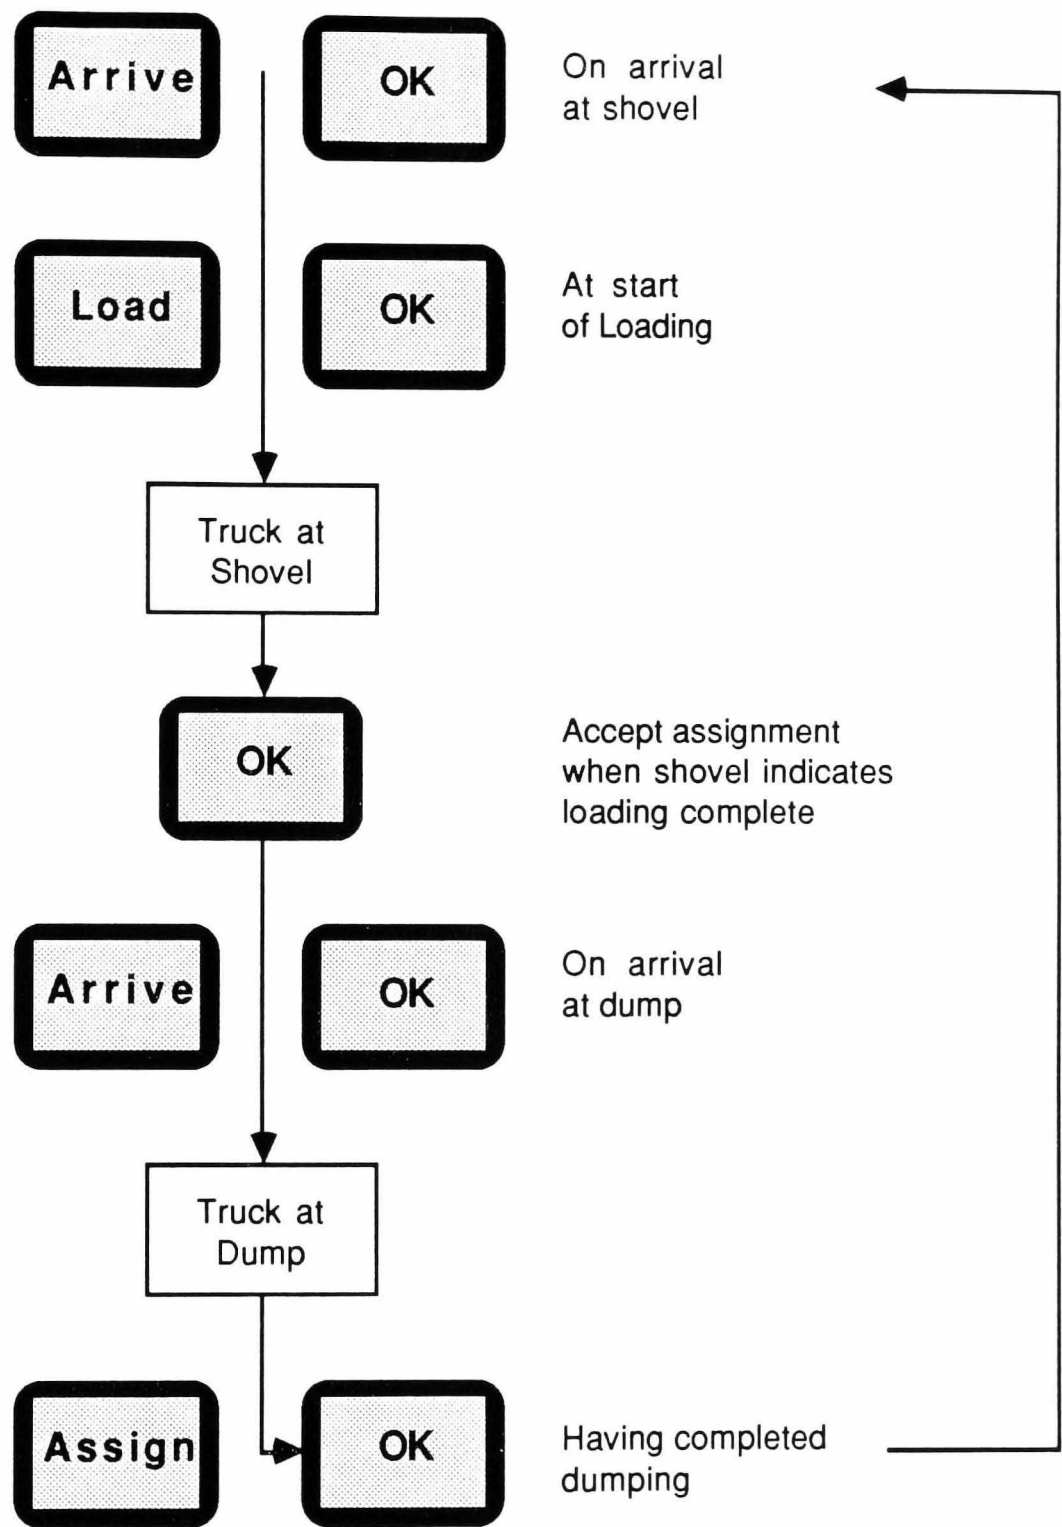 Arrive
OK
On arrival
at shovel
Load
OK
At start
of Loading
Truck at
Shovel
OK
Accept assignment
when shovel indicates
loading complete
Arrive
OK
On arrival
at dump
Truck at
Dump
Assign
OK
Having completed
dumping